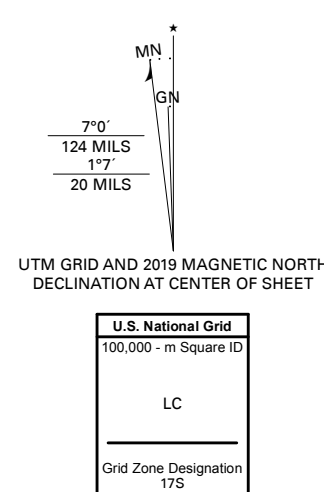 ★
MN
GN
7°0´
124 MILS
1°7´
20 MILS
UTM GRID AND 2019 MAGNETIC NORTH
DECLINATION AT CENTER OF SHEET
U.S. National Grid
100,000 - m Square ID
LC
Grid Zone Designation
17S